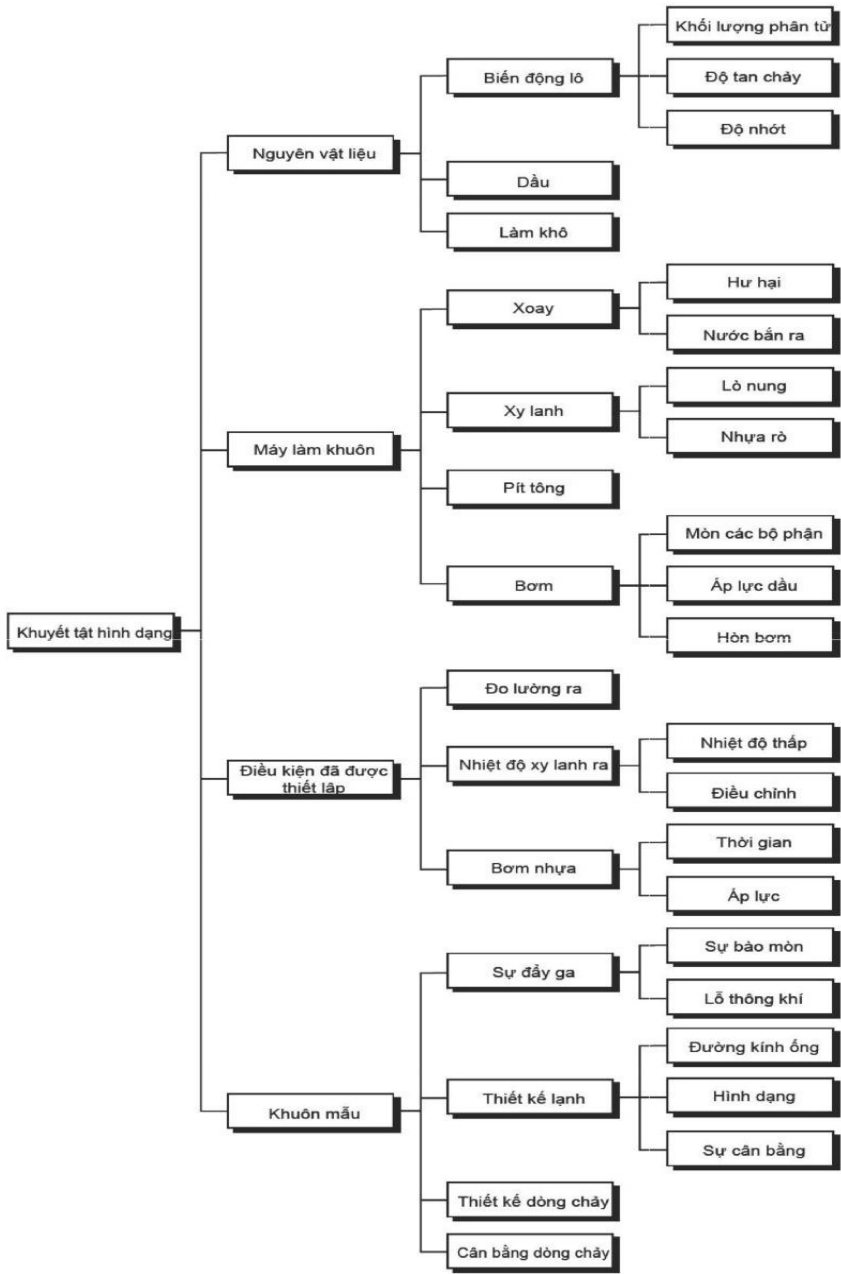 Khuyết tật hình dạng
Nguyên vật liệu
Biến động lô
Khối lượng phân tử
Độ tan chảy
Độ nhớt
Dầu
Làm khô
Máy làm khuôn
Xoay
Hư hại
Nước bắn ra
Xy lanh
Lò nung
Nhựa rò
Pít tông
Bơm
Mòn các bộ phận
Áp lực dầu
Hòn bơm
Điều kiện đã được
thiết lâp
Đo lường ra
Nhiệt độ xy lanh ra
Nhiệt độ thấp
Điều chỉnh
Bơm nhựa
Thời gian
Áp lực
Khuôn mẫu
Sự đẩy ga
Sự bào mòn
Lỗ thông khí
Thiết kế lạnh
Đường kính ống
Hình dạng
Sự cân bằng
Thiết kế dòng chảy
Cân bằng dòng chảy